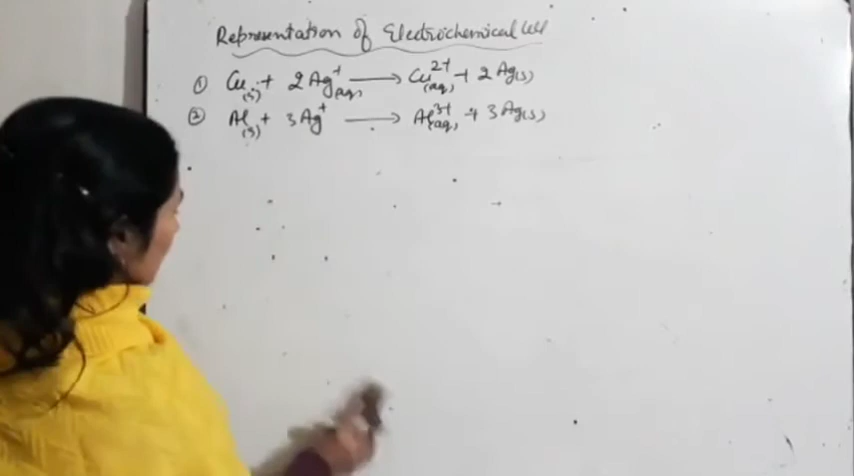 Representation of Electrochemical Cell
① Cu(s) + 2Ag⁺(aq) ⟶ Cu²⁺(aq) + 2Ag(s)
② Al(s) + 3Ag⁺ ⟶ Al³⁺(aq) + 3Ag(s)